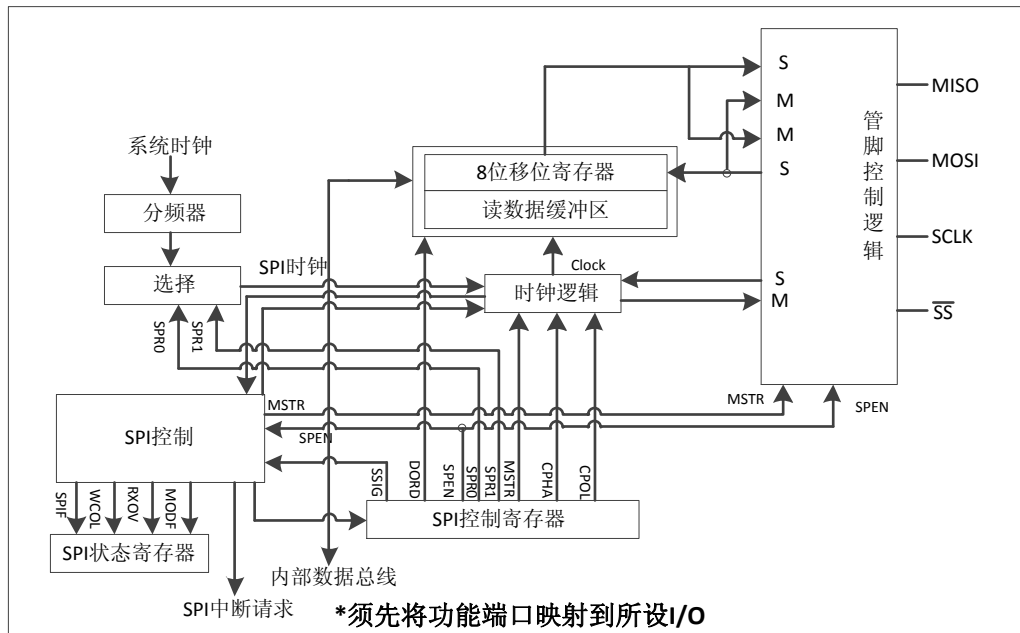 系统时钟
分频器
选择
SPI时钟
SPR0
SPR1
8位移位寄存器
读数据缓冲区
Clock
时钟逻辑
S
M
M
S
S
M
管脚控制逻辑
MISO
MOSI
SCLK
SS
MSTR
SPEN
MSTR
SPEN
SPI控制
SPIF
WCOL
RXOV
MODF
SPI状态寄存器
SSIG
DORD
SPEN
SPR0
SPR1
MSTR
CPHA
CPOL
SPI控制寄存器
内部数据总线
SPI中断请求
*须先将功能端口映射到所设I/O